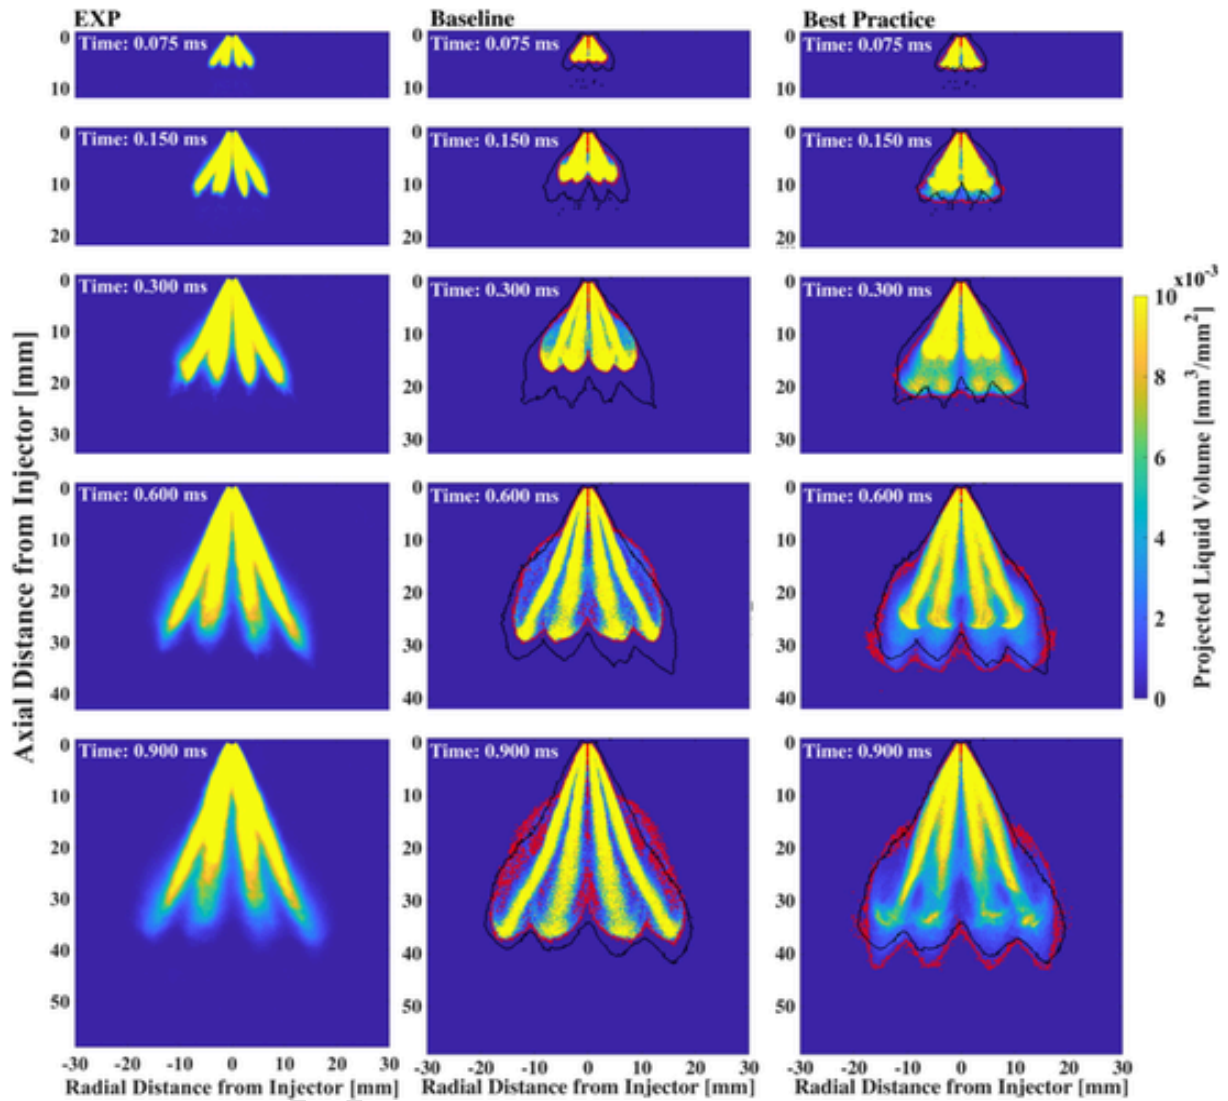 EXP Baseline Best Practice
0 Time: 0.075 ms 0 Time: 0.075 ms 0 Time: 0.075 ms
10 10 10
0 Time: 0.150 ms 0 Time: 0.150 ms 0 Time: 0.150 ms
10 10 10
20 20 20
0 Time: 0.300 ms 0 Time: 0.300 ms 0 Time: 0.300 ms
10 10 10
20 20 20
30 30 30
0 Time: 0.600 ms 0 Time: 0.600 ms 0 Time: 0.600 ms
10 10 10
20 20 20
30 30 30
40 40 40
0 Time: 0.900 ms 0 Time: 0.900 ms 0 Time: 0.900 ms
10 10 10
20 20 20
30 30 30
40 40 40
50 50 50
-30 -20 -10 0 10 20 30 -30 -20 -10 0 10 20 30 -30 -20 -10 0 10 20 30
Radial Distance from Injector [mm] Radial Distance from Injector [mm] Radial Distance from Injector [mm]
Axial Distance from Injector [mm]
x10⁻³
10
8
6
4
2
0
Projected Liquid Volume [mm³/mm²]